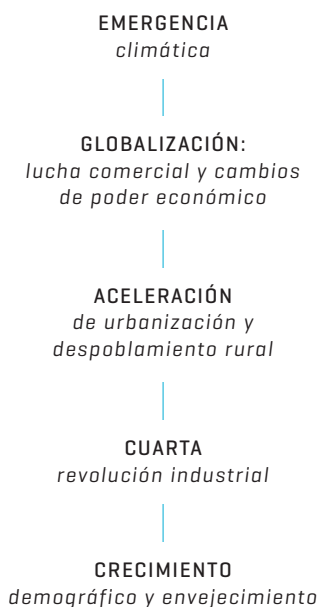 EMERGENCIA
climática
GLOBALIZACIÓN:
lucha comercial y cambios
de poder económico
ACELERACIÓN
de urbanización y
despoblamiento rural
CUARTA
revolución industrial
CRECIMIENTO
demográfico y envejecimiento